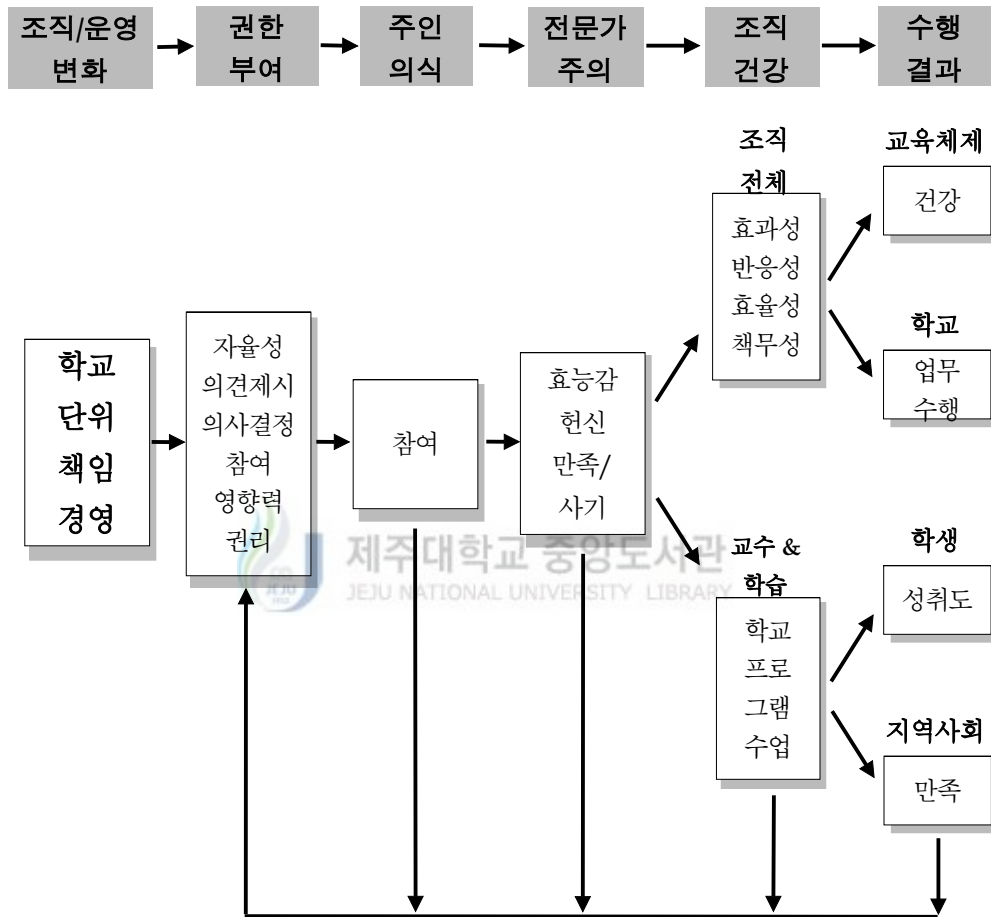 조직/운영
변화
권한
부여
주인
의식
전문가
주의
조직
건강
수행
결과
조직
전체
효과성
반응성
효율성
책무성
교육체제
건강
학교
업무
수행
학교
단위
책임
경영
자율성
의견제시
의사결정
참여
영향력
권리
참여
효능감
헌신
만족/
사기
교수 &
학습
학교
프로
그램
수업
학생
성취도
지역사회
만족
제주대학교 중앙도서관
JEJU NATIONAL UNIVERSITY LIBRARY